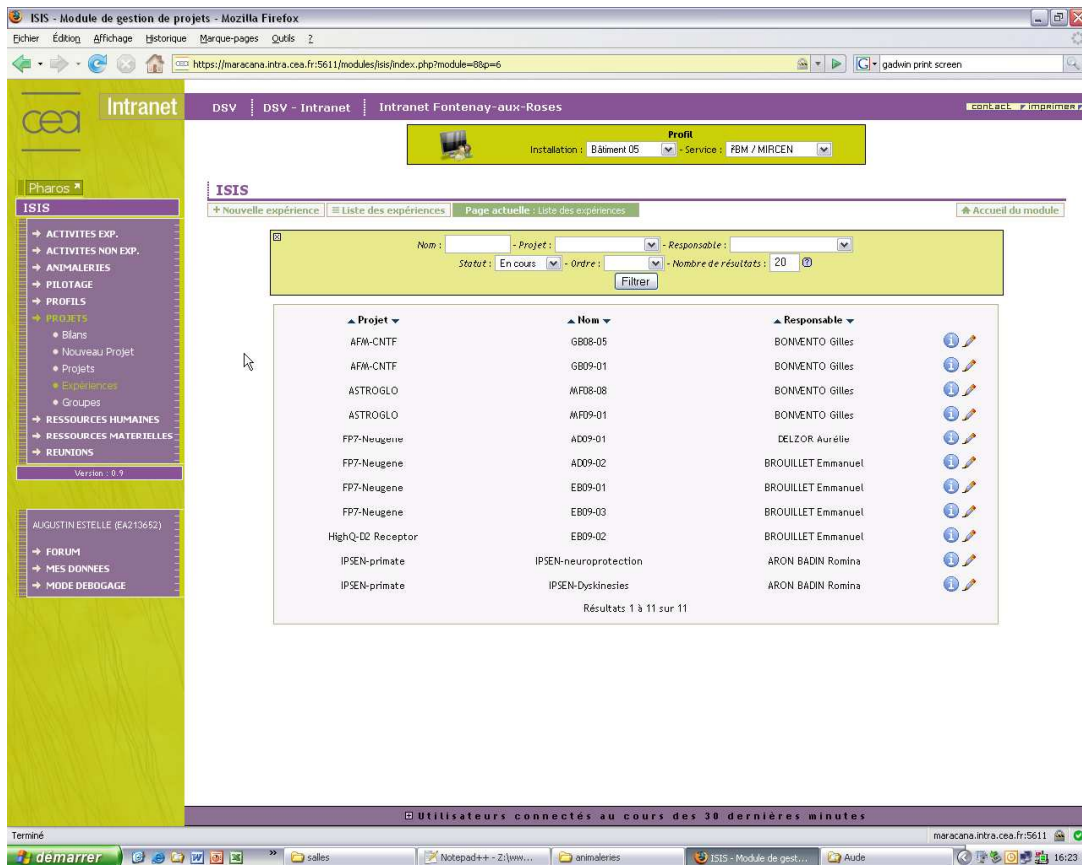 ISIS - Module de gestion de projets - Mozilla Firefox
Fichier Édition Affichage Historique Marque-pages Outils ?
https://maracana.intra.cea.fr:5611/modules/isis/index.php?module=88&p=6 gadwin print screen
cea Intranet DSV DSV - Intranet Intranet Fontenay-aux-Roses contact imprimer
Profil
Installation : Bâtiment 05 - Service : I²BM / MIRCEN
Pharos
ISIS
ISIS
+ Nouvelle expérience Liste des expériences Page actuelle : Liste des expériences Accueil du module
ACTIVITES EXP.
ACTIVITES NON EXP.
ANIMALERIES
PILOTAGE
PROFILS
PROJETS
Bilans
Nouveau Projet
Projets
Expériences
Groupes
RESSOURCES HUMAINES
RESSOURCES MATERIELLES
REUNIONS
Version : 0.9
AUGUSTIN ESTELLE (EA213652)
FORUM
MES DONNEES
MODE DEBOGAGE
Nom : - Projet : - Responsable :
Statut : En cours - Ordre : - Nombre de résultats : 20
Filtrer
Projet Nom Responsable
AFM-CNTF GB08-05 BONVENTO Gilles
AFM-CNTF GB09-01 BONVENTO Gilles
ASTROGLO MF08-08 BONVENTO Gilles
ASTROGLO MF09-01 BONVENTO Gilles
FP7-Neugene AD09-01 DELZOR Aurélie
FP7-Neugene AD09-02 BROUILLET Emmanuel
FP7-Neugene EB09-01 BROUILLET Emmanuel
FP7-Neugene EB09-03 BROUILLET Emmanuel
HighQ-D2 Receptor EB09-02 BROUILLET Emmanuel
IPSEN-primate IPSEN-neuroprotection ARON BADIN Romina
IPSEN-primate IPSEN-Dyskinesies ARON BADIN Romina
Résultats 1 à 11 sur 11
Utilisateurs connectés au cours des 30 dernières minutes
Terminé maracana.intra.cea.fr:5611
démarrer » salles Notepad++ - Z:\ww... animaleries ISIS - Module de gest... Aude 16:23